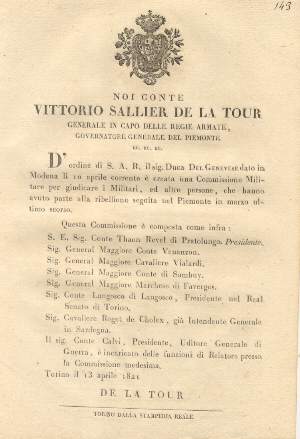 143
NOI CONTE
VITTORIO SALLIER DE LA TOUR
GENERALE IN CAPO DELLE REGIE ARMATE,
GOVERNATORE GENERALE DEL PIEMONTE
EC. EC. EC.
D'ordine di S. A. R. il sig. Duca DEL GENEVESE dato in
Modena li 10 aprile corrente è creata una Commissione Mili-
tare per giudicare i Militari, ed altre persone, che hanno
avuto parte alla ribellione seguita nel Piemonte in marzo ul-
timo scorso.
Questa Commissione è composta come infra:
S. E. Sig. Conte Thaon Revel di Pratolungo, Presidente.
Sig. General Maggiore Conte Venanzon.
Sig. General Maggiore Cavaliere Vialardi.
Sig. General Maggiore Conte di Sambuy.
Sig. General Maggiore Marchese di Faverges.
Sig. Conte Langosco di Langosco, Presidente nel Real
Senato di Torino.
Sig. Cavaliere Roget de Cholex, già Intendente Generale
in Sardegna.
Il sig. Conte Calvi, Presidente, Uditore Generale di
Guerra, è incaricato delle funzioni di Relatore presso
la Commissione medesima.
Torino il 13 aprile 1821
DE LA TOUR
TORINO DALLA STAMPERIA REALE